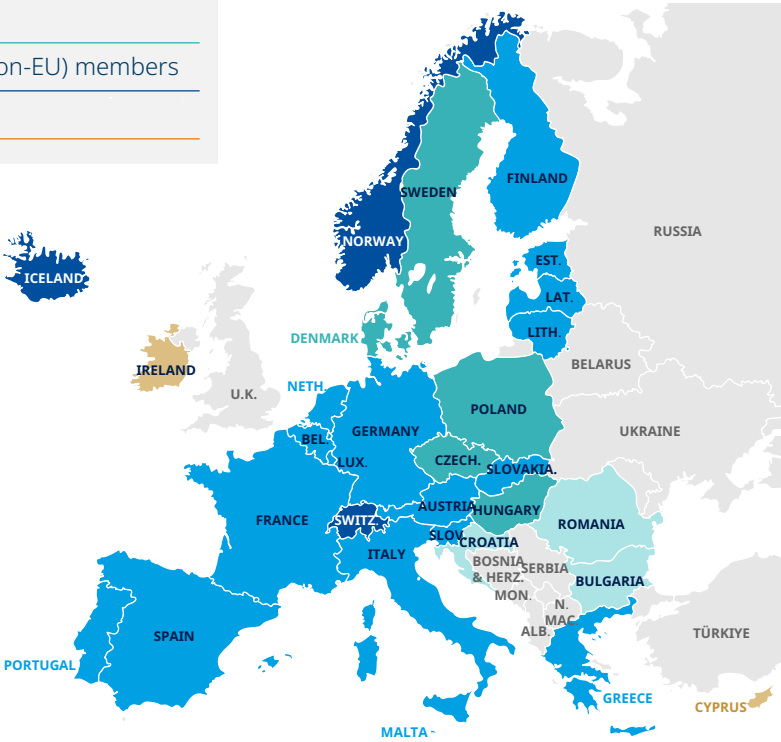 on-EU) members
FINLAND
SWEDEN
RUSSIA
NORWAY
EST.
ICELAND
LAT.
LITH.
DENMARK
BELARUS
IRELAND
NETH.
U.K.
POLAND
GERMANY
UKRAINE
BEL.
LUX.
CZECH.
SLOVAKIA.
AUSTRIA
HUNGARY
FRANCE
SWITZ.
ROMANIA
SLOV.
CROATIA
ITALY
BOSNIA
& HERZ.
SERBIA
BULGARIA
MON.
N.
MAC.
ALB.
SPAIN
TÜRKIYE
PORTUGAL
GREECE
CYPRUS
MALTA